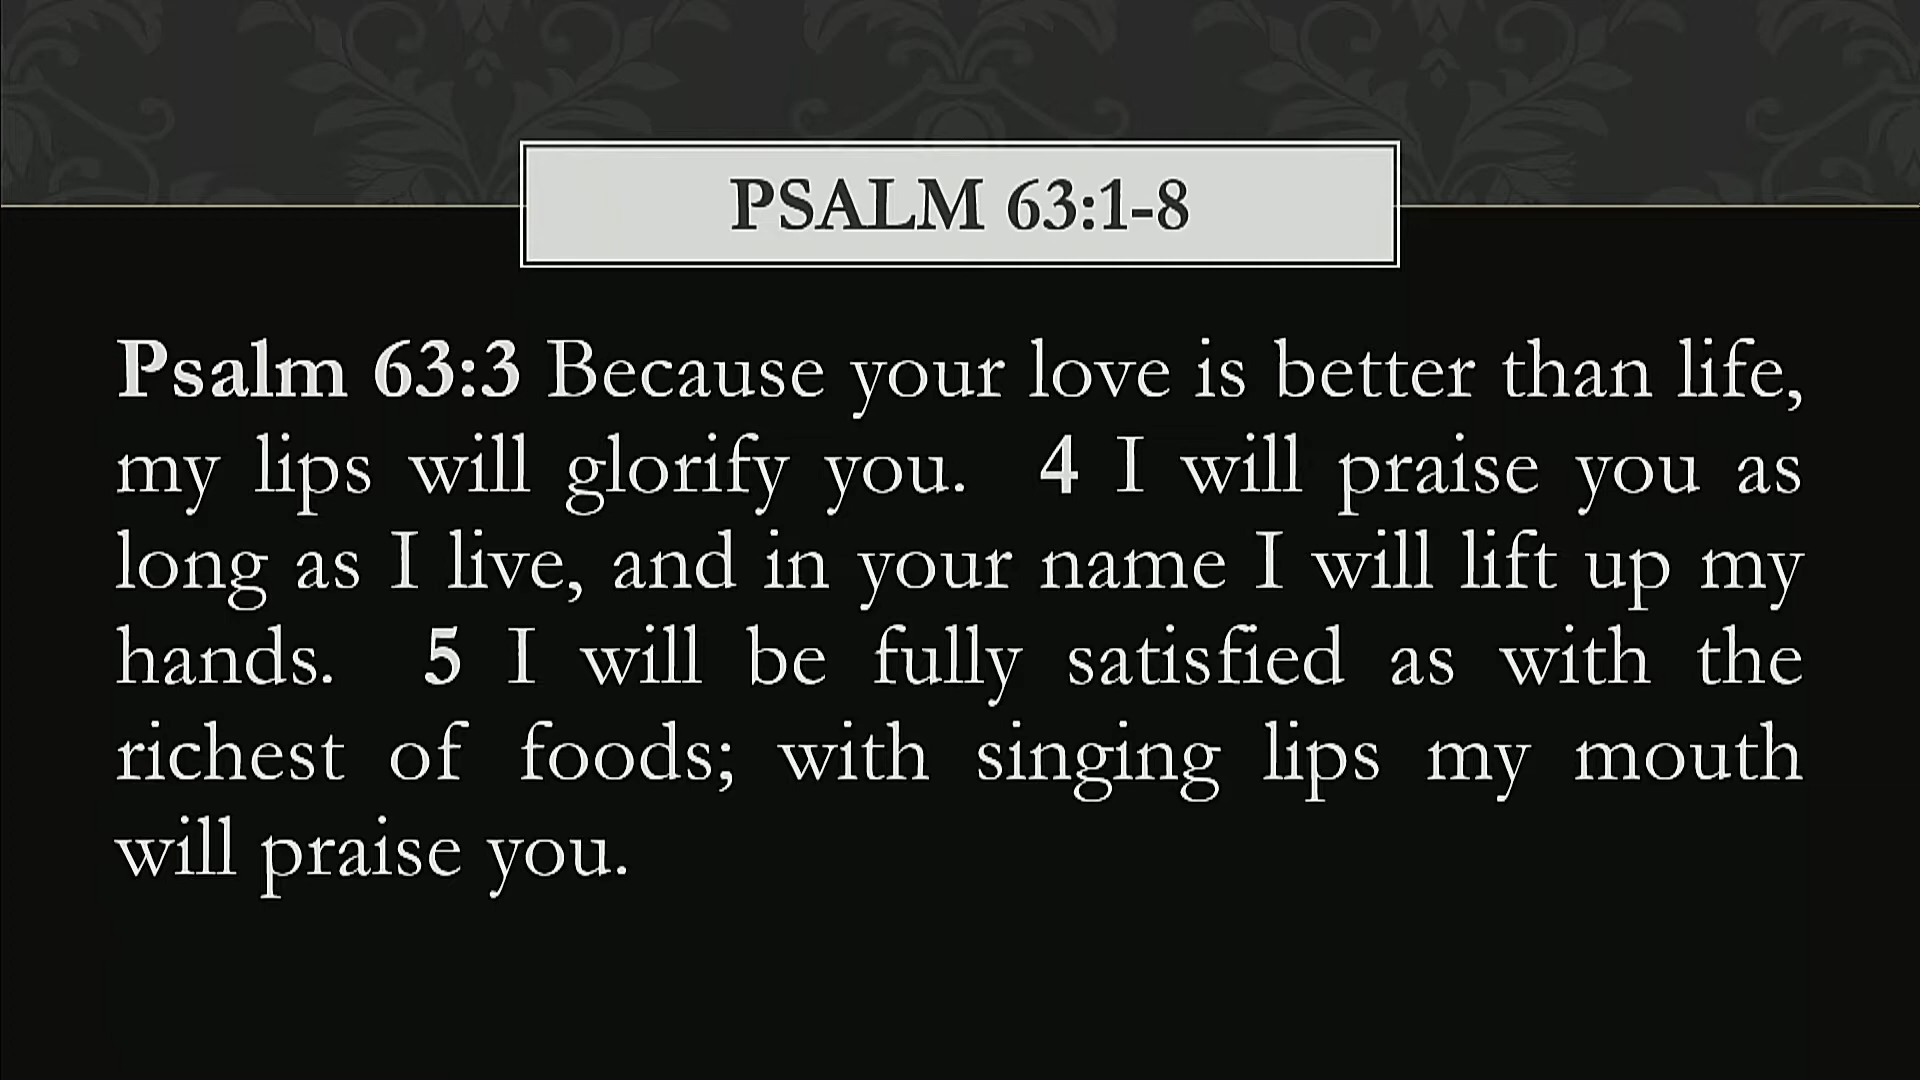 PSALM 63:1-8
Psalm 63:3 Because your love is better than life,
my lips will glorify you. 4 I will praise you as
long as I live, and in your name I will lift up my
hands. 5 I will be fully satisfied as with the
richest of foods; with singing lips my mouth
will praise you.